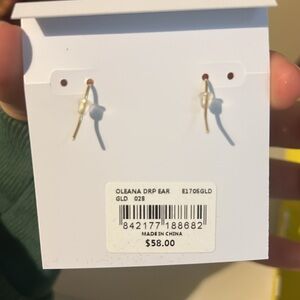 OLEANA DRP EAR E1705GLD
GLD 028
842177188682
MADE IN CHINA
$58.00